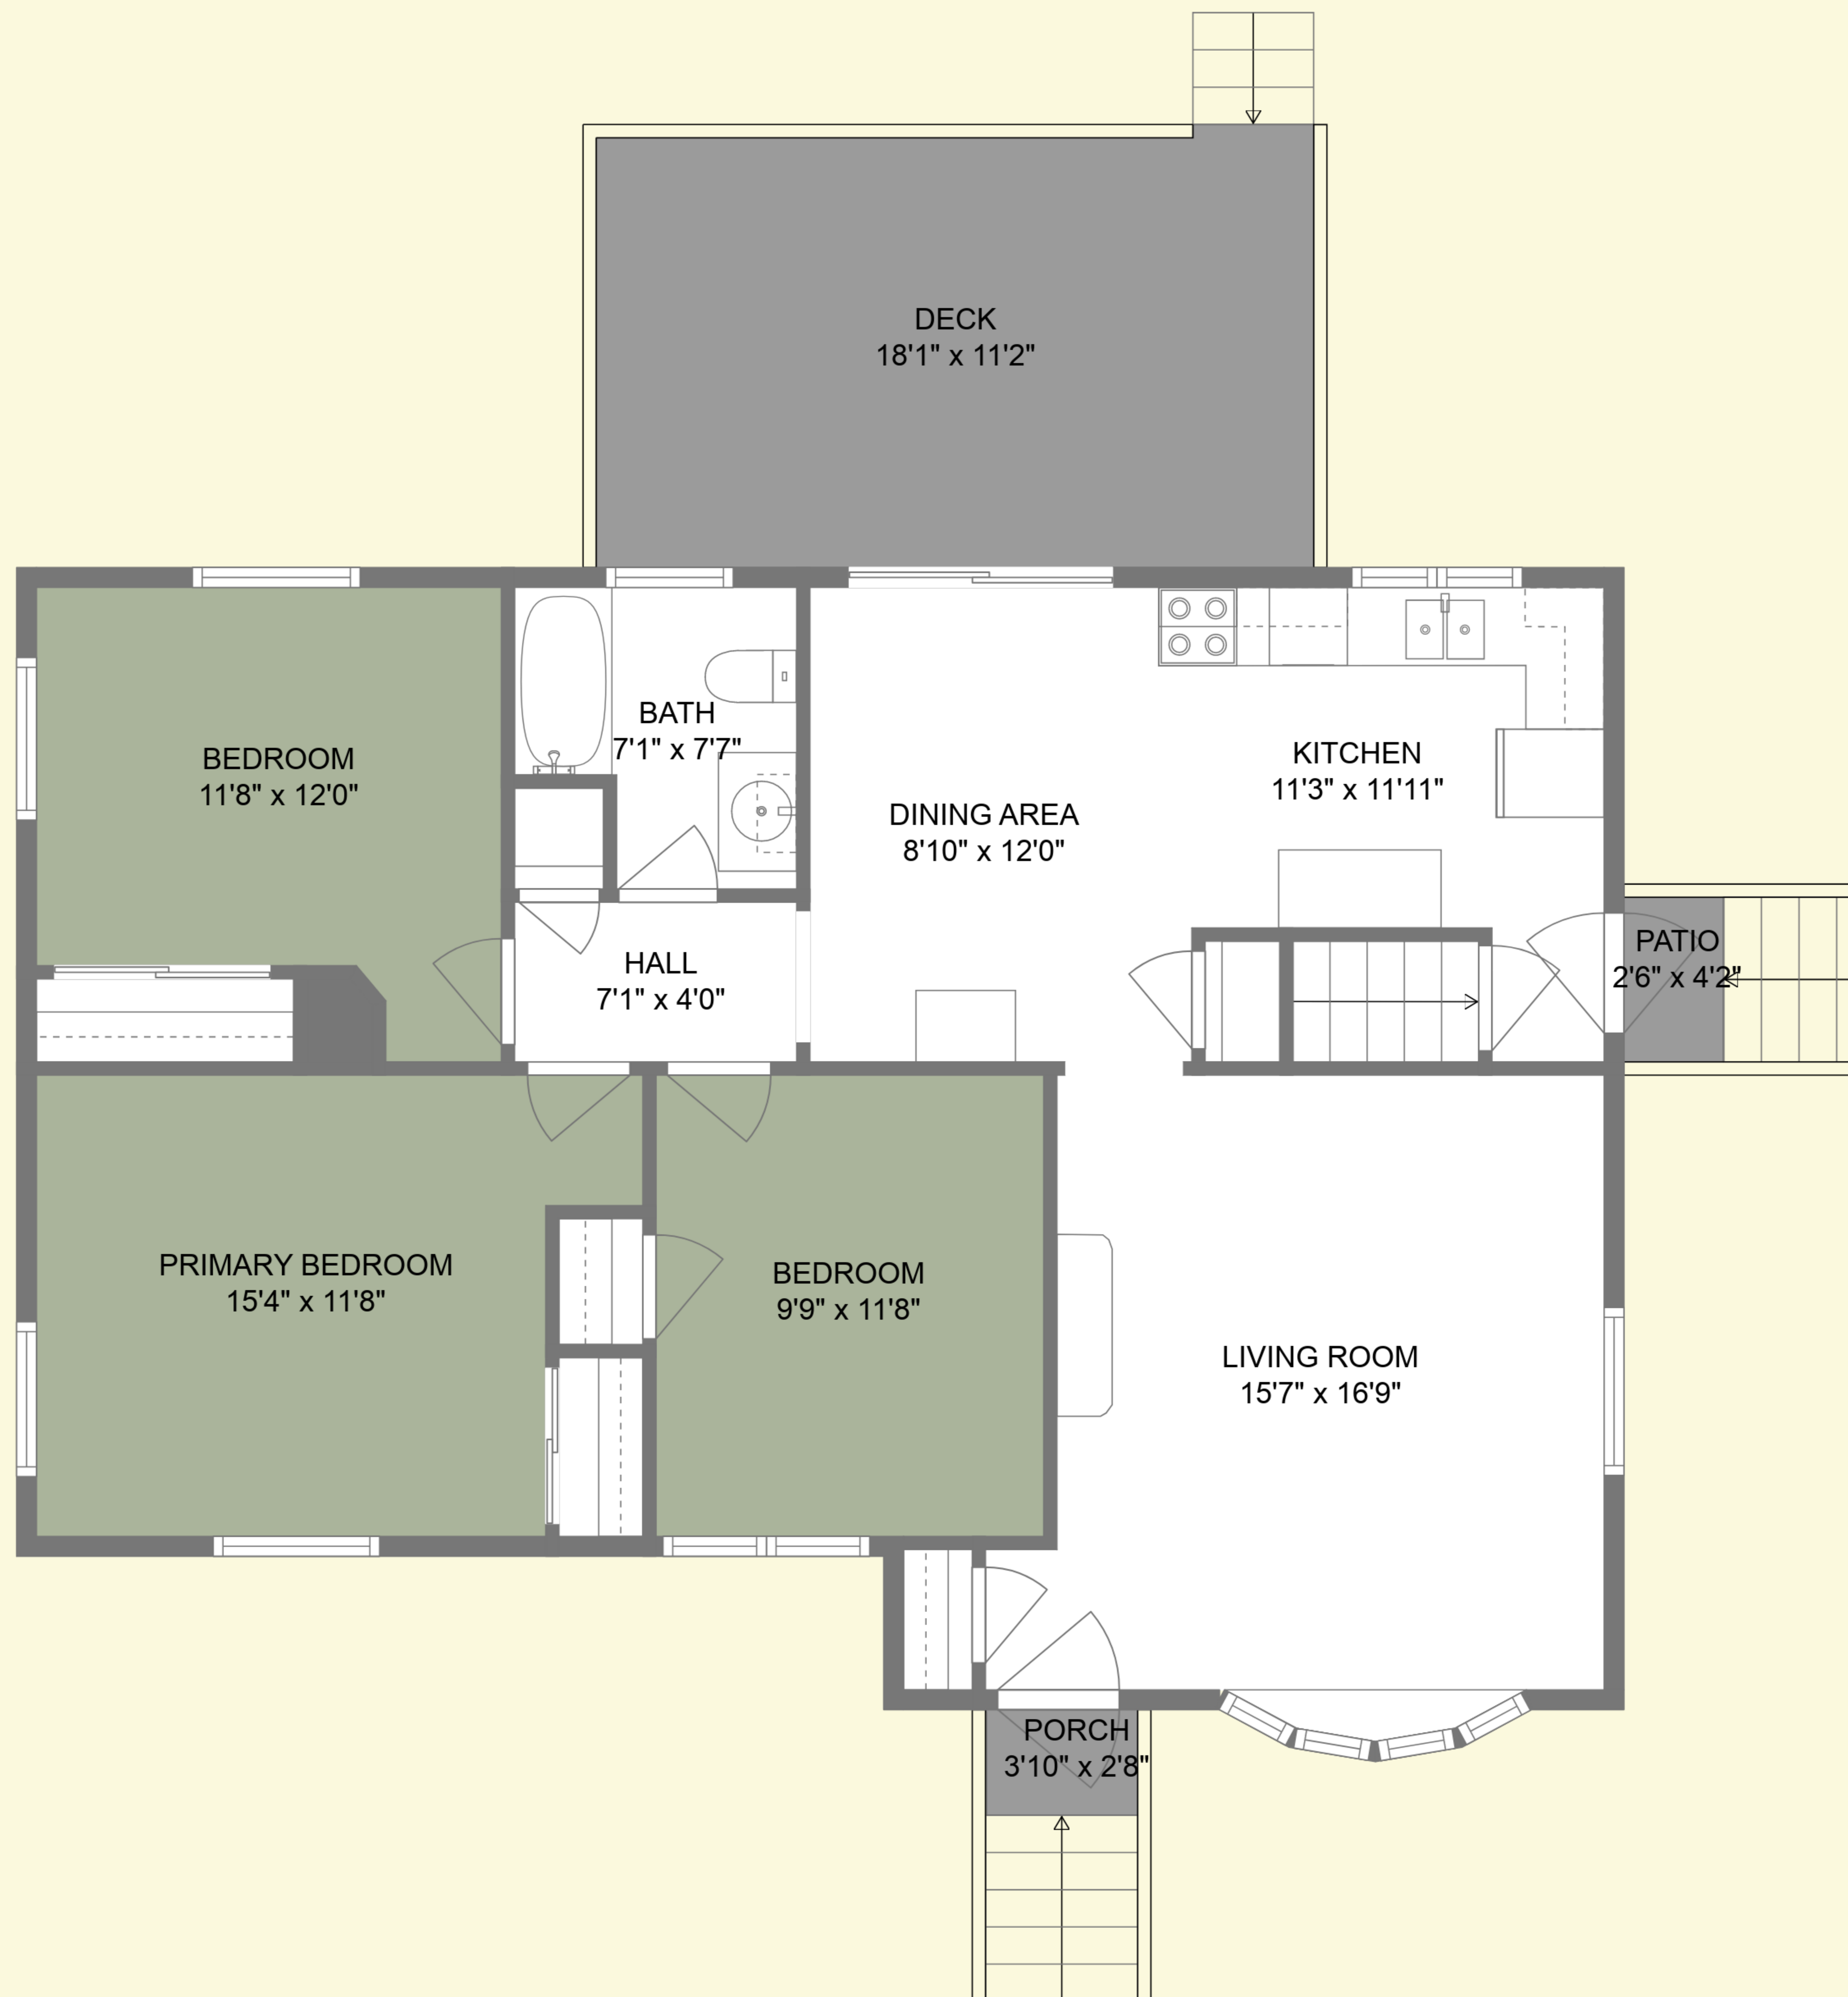 DECK
18'1" x 11'2"
BEDROOM
11'8" x 12'0"
BATH
7'1" x 7'7"
DINING AREA
8'10" x 12'0"
KITCHEN
11'3" x 11'11"
HALL
7'1" x 4'0"
PATIO
2'6" x 4'2"
PRIMARY BEDROOM
15'4" x 11'8"
BEDROOM
9'9" x 11'8"
LIVING ROOM
15'7" x 16'9"
PORCH
3'10" x 2'8"